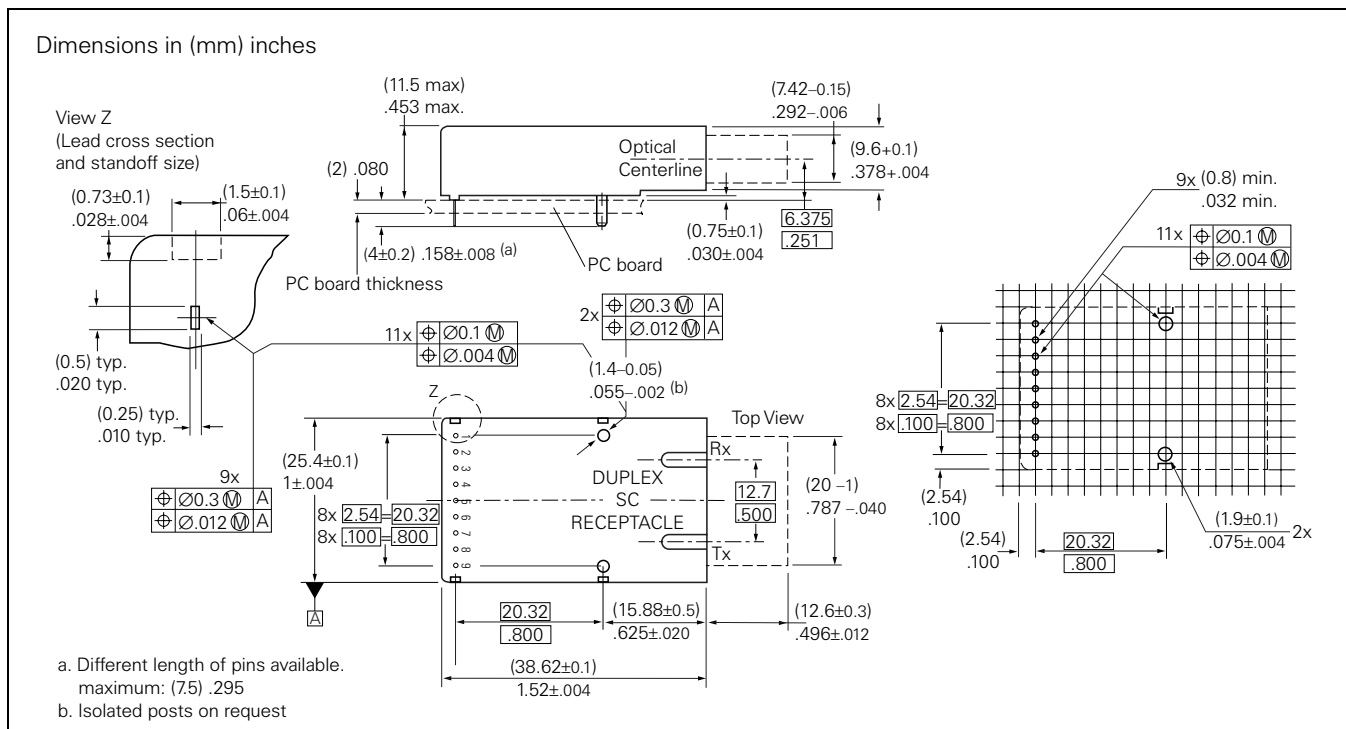 Dimensions in (mm) inches
View Z
(Lead cross section
and standoff size)
(0.73±0.1)
.028±.004
(1.5±0.1)
.06±.004
(0.5) typ.
.020 typ.
(0.25) typ.
.010 typ.
9x
⌖ Ø0.3 Ⓜ A
⌖ Ø.012 Ⓜ A
(11.5 max)
.453 max.
(2) .080
(4±0.2) .158±.008 (a)
PC board thickness
PC board
Optical
Centerline
(7.42–0.15)
.292–.006
(9.6+0.1)
.378+.004
(0.75±0.1)
.030±.004
6.375
.251
11x
⌖ Ø0.1 Ⓜ
⌖ Ø.004 Ⓜ
2x
⌖ Ø0.3 Ⓜ A
⌖ Ø.012 Ⓜ A
(1.4–0.05)
.055–.002 (b)
Z
Top View
1
2
3
4
5
6
7
8
9
Rx
DUPLEX
SC
RECEPTACLE
Tx
(25.4±0.1)
1±.004
8x 2.54=20.32
8x .100=.800
12.7
.500
(20 –1)
.787 –.040
A
20.32
.800
(15.88±0.5)
.625±.020
(12.6±0.3)
.496±.012
(38.62±0.1)
1.52±.004
9x (0.8) min.
.032 min.
11x
⌖ Ø0.1 Ⓜ
⌖ Ø.004 Ⓜ
8x 2.54=20.32
8x .100=.800
(2.54)
.100
(2.54)
.100
20.32
.800
(1.9±0.1)
.075±.004
2x
a. Different length of pins available.
maximum: (7.5) .295
b. Isolated posts on request